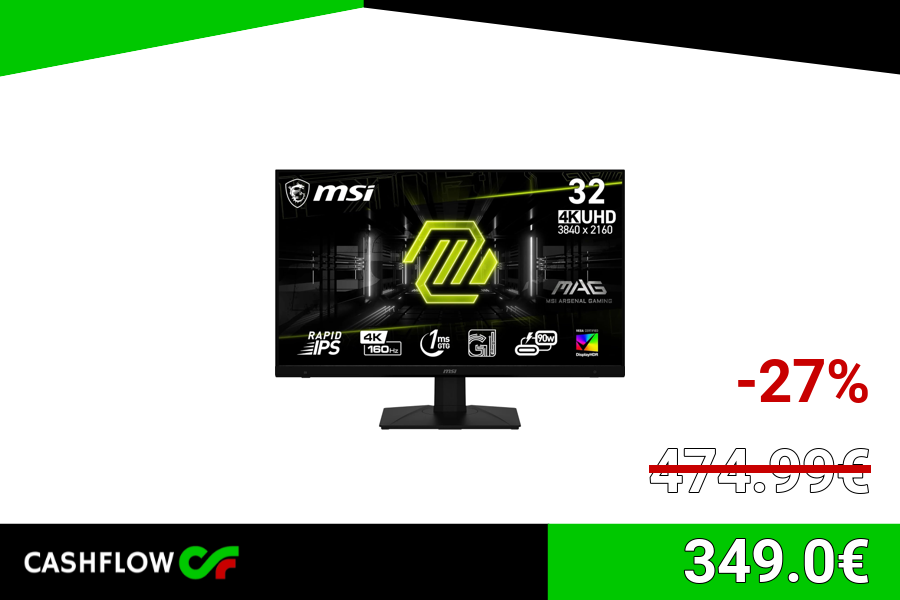 msi
32
4K UHD
3840 x 2160
MAG
MSI ARSENAL GAMING
RAPID
IPS
4K
160Hz
1ms
GTG
GI
90w
DisplayHDR
msi
-27%
474.99€
CASHFLOW
349.0€